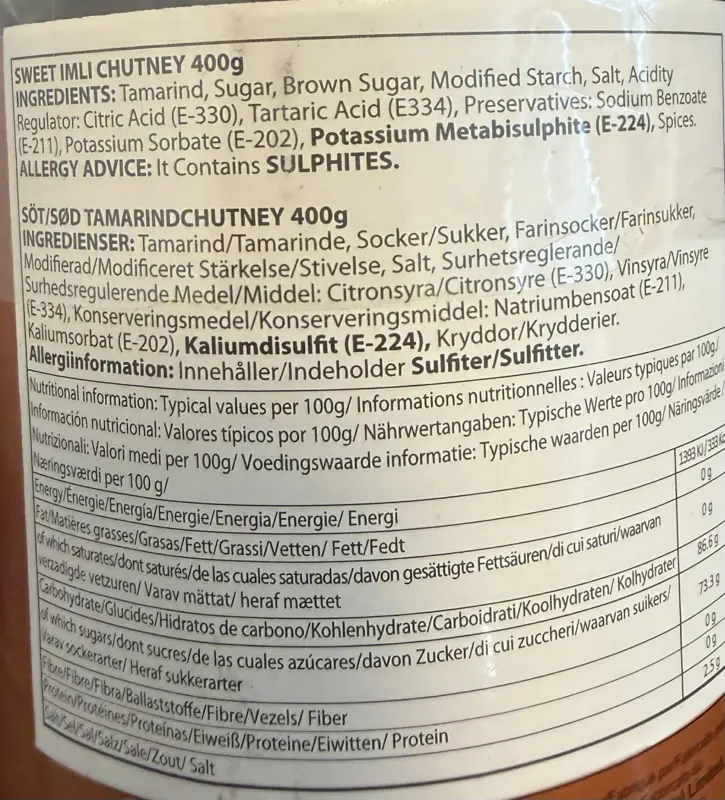 SWEET IMLI CHUTNEY 400g
INGREDIENTS: Tamarind, Sugar, Brown Sugar, Modified Starch, Salt, Acidity
Regulator: Citric Acid (E-330), Tartaric Acid (E334), Preservatives: Sodium Benzoate
(E-211), Potassium Sorbate (E-202), Potassium Metabisulphite (E-224), Spices.
ALLERGY ADVICE: It Contains SULPHITES.
SÖT/SØD TAMARINDCHUTNEY 400g
INGREDIENSER: Tamarind/Tamarinde, Socker/Sukker, Farinsocker/Farinsukker,
Modifierad/Modificeret Stärkelse/Stivelse, Salt, Surhetsreglerande/
Surhedsregulerende Medel/Middel: Citronsyra/Citronsyre (E-330), Vinsyra/Vinsyre
(E-334), Konserveringsmedel/Konserveringsmiddel: Natriumbensoat (E-211),
Kaliumsorbat (E-202), Kaliumdisulfit (E-224), Kryddor/Krydderier.
Allergiinformation: Innehåller/Indeholder Sulfiter/Sulfitter.
Nutritional information: Typical values per 100g/ Informations nutritionnelles : Valeurs typiques par 100g./
Información nutricional: Valores típicos por 100g/ Nährwertangaben: Typische Werte pro 100g/ Informazioni
Nutrizionali: Valori medi per 100g/ Voedingswaarde informatie: Typische waarden per 100g/ Näringsvärde/
Næringsværdi per 100 g/
Energy/Énergie/Energía/Energie/Energia/Energie/ Energi 1393 KJ/333
Fat/Matières grasses/Grasas/Fett/Grassi/Vetten/ Fett/Fedt 0 g
of which saturates/dont saturés/de las cuales saturadas/davon gesättigte Fettsäuren/di cui saturi/waarvan
verzadigde vetzuren/ Varav mättat/ heraf mættet 0 g
Carbohydrate/Glucides/Hidratos de carbono/Kohlenhydrate/Carboidrati/Koolhydraten/ Kolhydrater 86.6 g
of which sugars/dont sucres/de las cuales azúcares/davon Zucker/di cui zuccheri/waarvan suikers/
Varav sockerarter/ Heraf sukkerarter 73.3 g
Fibre/Fibre/Fibra/Ballaststoffe/Fibre/Vezels/ Fiber 0 g
Protein/Protéines/Proteínas/Eiweiß/Proteine/Eiwitten/ Protein 0 g
Salt/Sel/Sal/Salz/Sale/Zout/ Salt 2.5 g